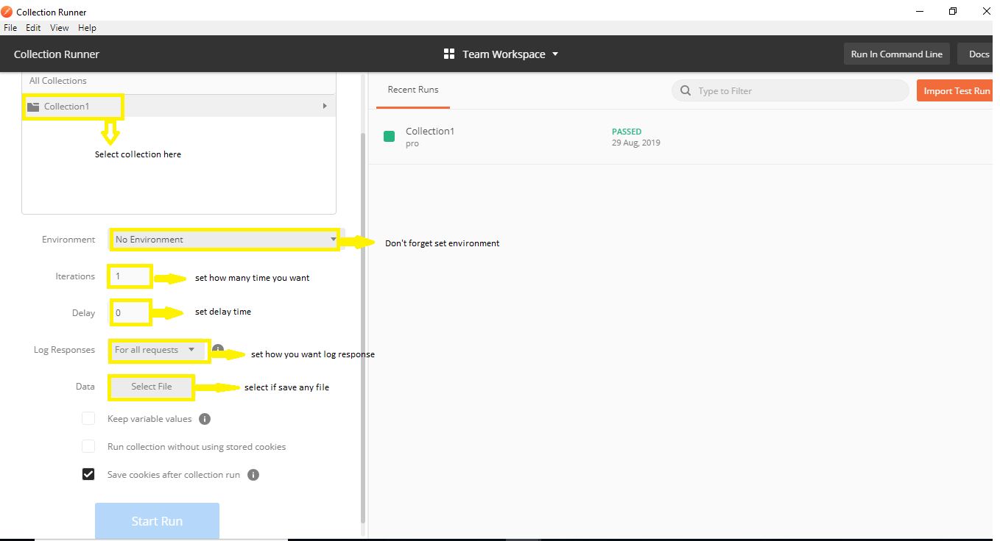 Collection Runner
File Edit View Help
Collection Runner
Team Workspace
Run In Command Line
Docs
All Collections
Collection1
Select collection here
Environment No Environment
Don't forget set environment
Iterations 1
set how many time you want
Delay 0
set delay time
Log Responses For all requests
set how you want log response
Data Select File
select if save any file
Keep variable values
Run collection without using stored cookies
Save cookies after collection run
Start Run
Recent Runs
Type to Filter
Import Test Run
Collection1
pro
PASSED
29 Aug, 2019